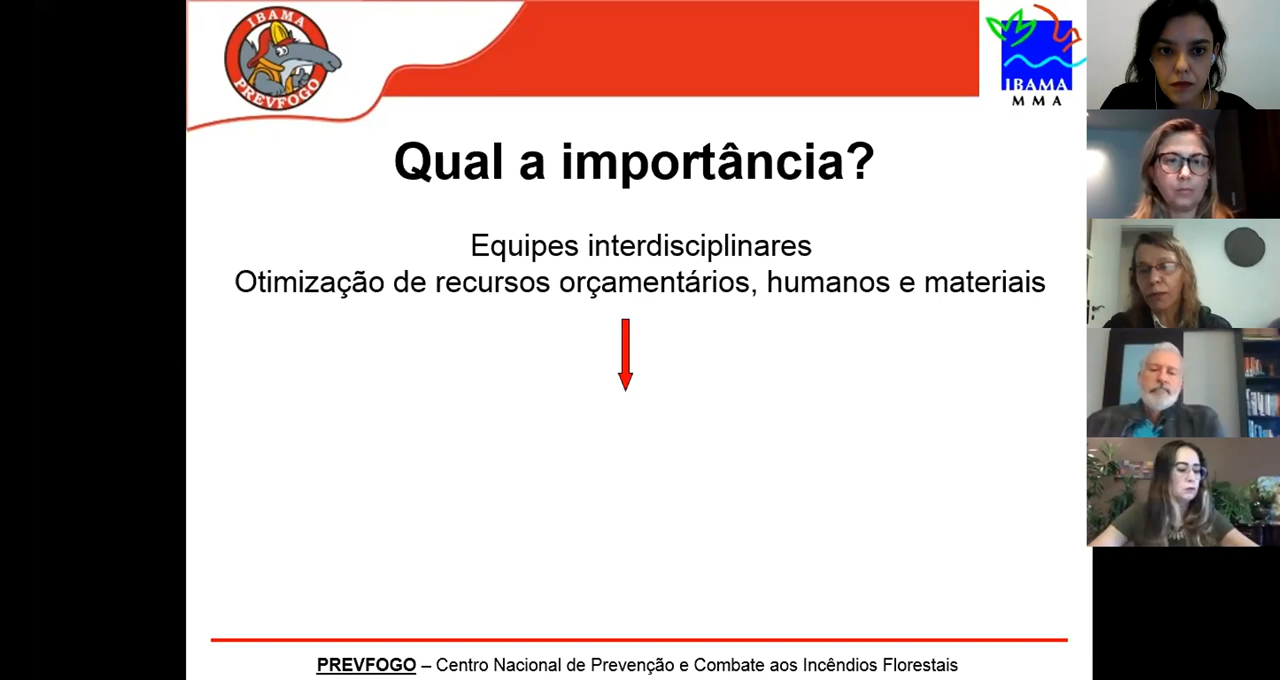 IBAMA
PREVFOGO
IBAMA
MMA
Qual a importância?
Equipes interdisciplinares
Otimização de recursos orçamentários, humanos e materiais
PREVFOGO – Centro Nacional de Prevenção e Combate aos Incêndios Florestais